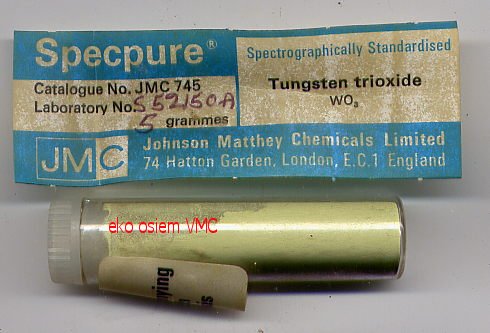 Specpure®
Catalogue No. JMC 745
Laboratory No. S52150A
5 grammes
Spectrographically Standardised
Tungsten trioxide
WO₃
JMC
Johnson Matthey Chemicals Limited
74 Hatton Garden, London, E.C.1 England
eko osiem VMC